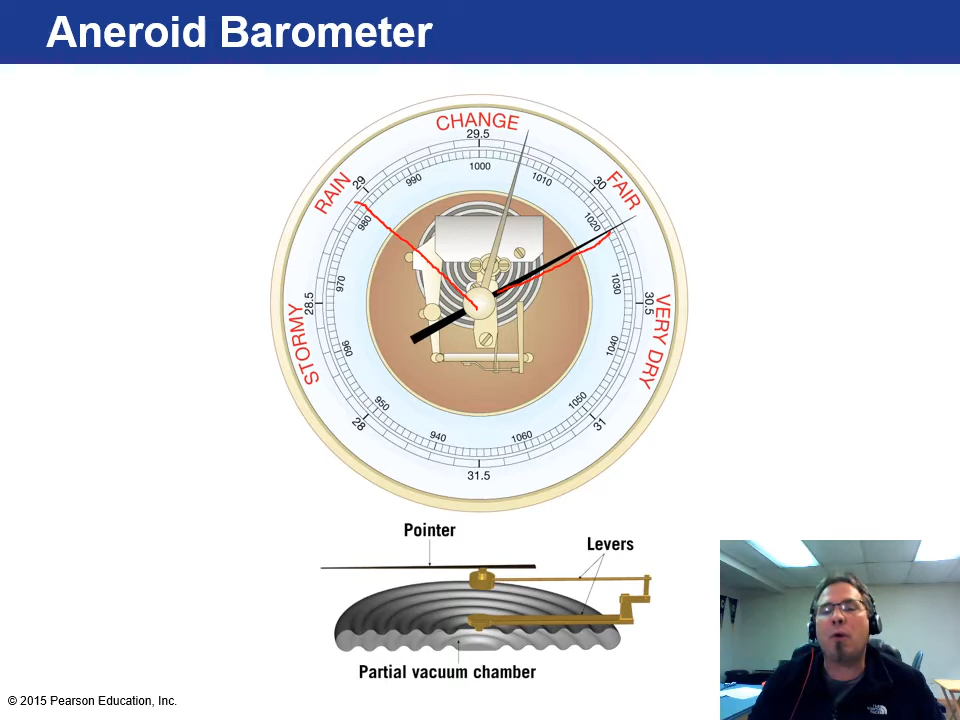 Aneroid Barometer
CHANGE
29.5
RAIN
29
990
1000
1010
30
FAIR
980
1020
STORMY
28.5
970
1030
30.5
VERY DRY
960
1040
28
950
940
1060
1050
31
31.5
Pointer
Levers
Partial vacuum chamber
© 2015 Pearson Education, Inc.